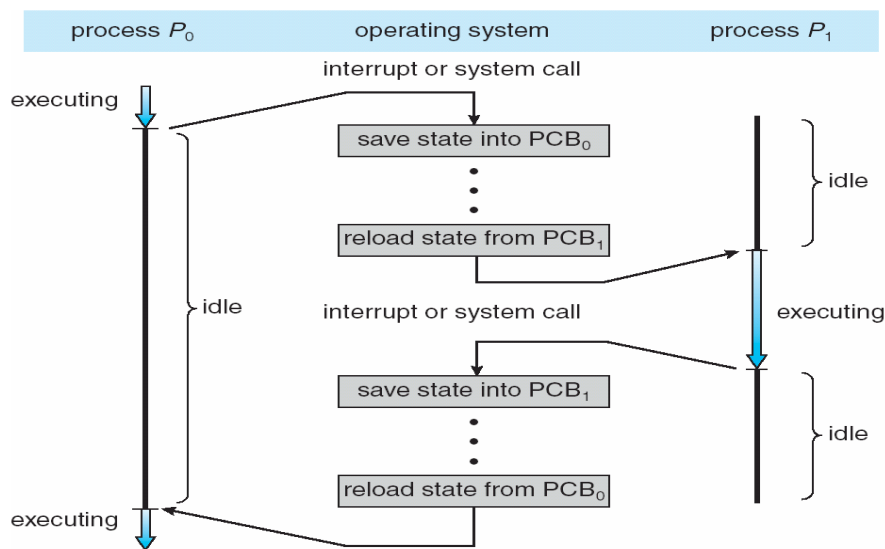 process P₀ operating system process P₁
interrupt or system call
executing
save state into PCB₀
idle
reload state from PCB₁
idle
interrupt or system call
executing
save state into PCB₁
idle
reload state from PCB₀
executing